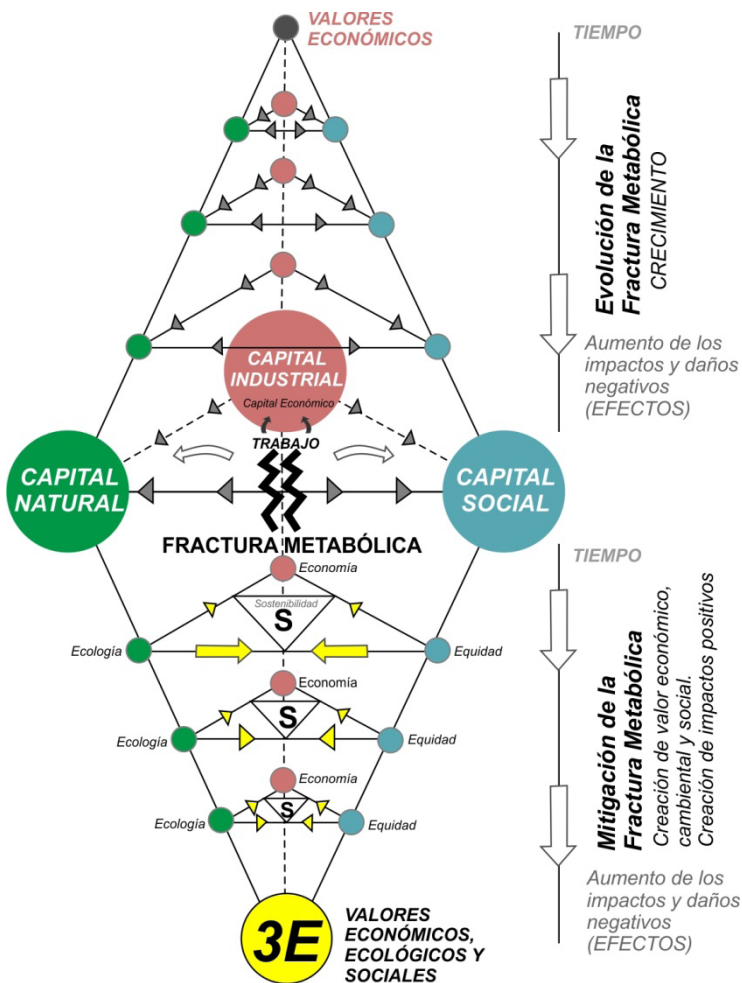 VALORES
ECONÓMICOS
TIEMPO
Evolución de la
Fractura Metabólica
CRECIMIENTO
Aumento de los
impactos y daños
negativos
(EFECTOS)
CAPITAL
INDUSTRIAL
Capital Económico
TRABAJO
CAPITAL
NATURAL
CAPITAL
SOCIAL
FRACTURA METABÓLICA
TIEMPO
Economía
Sostenibilidad
S
Ecología
Equidad
Economía
S
Ecología
Equidad
Economía
S
Ecología
Equidad
Mitigación de la
Fractura Metabólica
Creación de valor económico,
cambiental y social.
Creación de impactos positivos
Aumento de los
impactos y daños
negativos
(EFECTOS)
3E
VALORES
ECONÓMICOS,
ECOLÓGICOS Y
SOCIALES